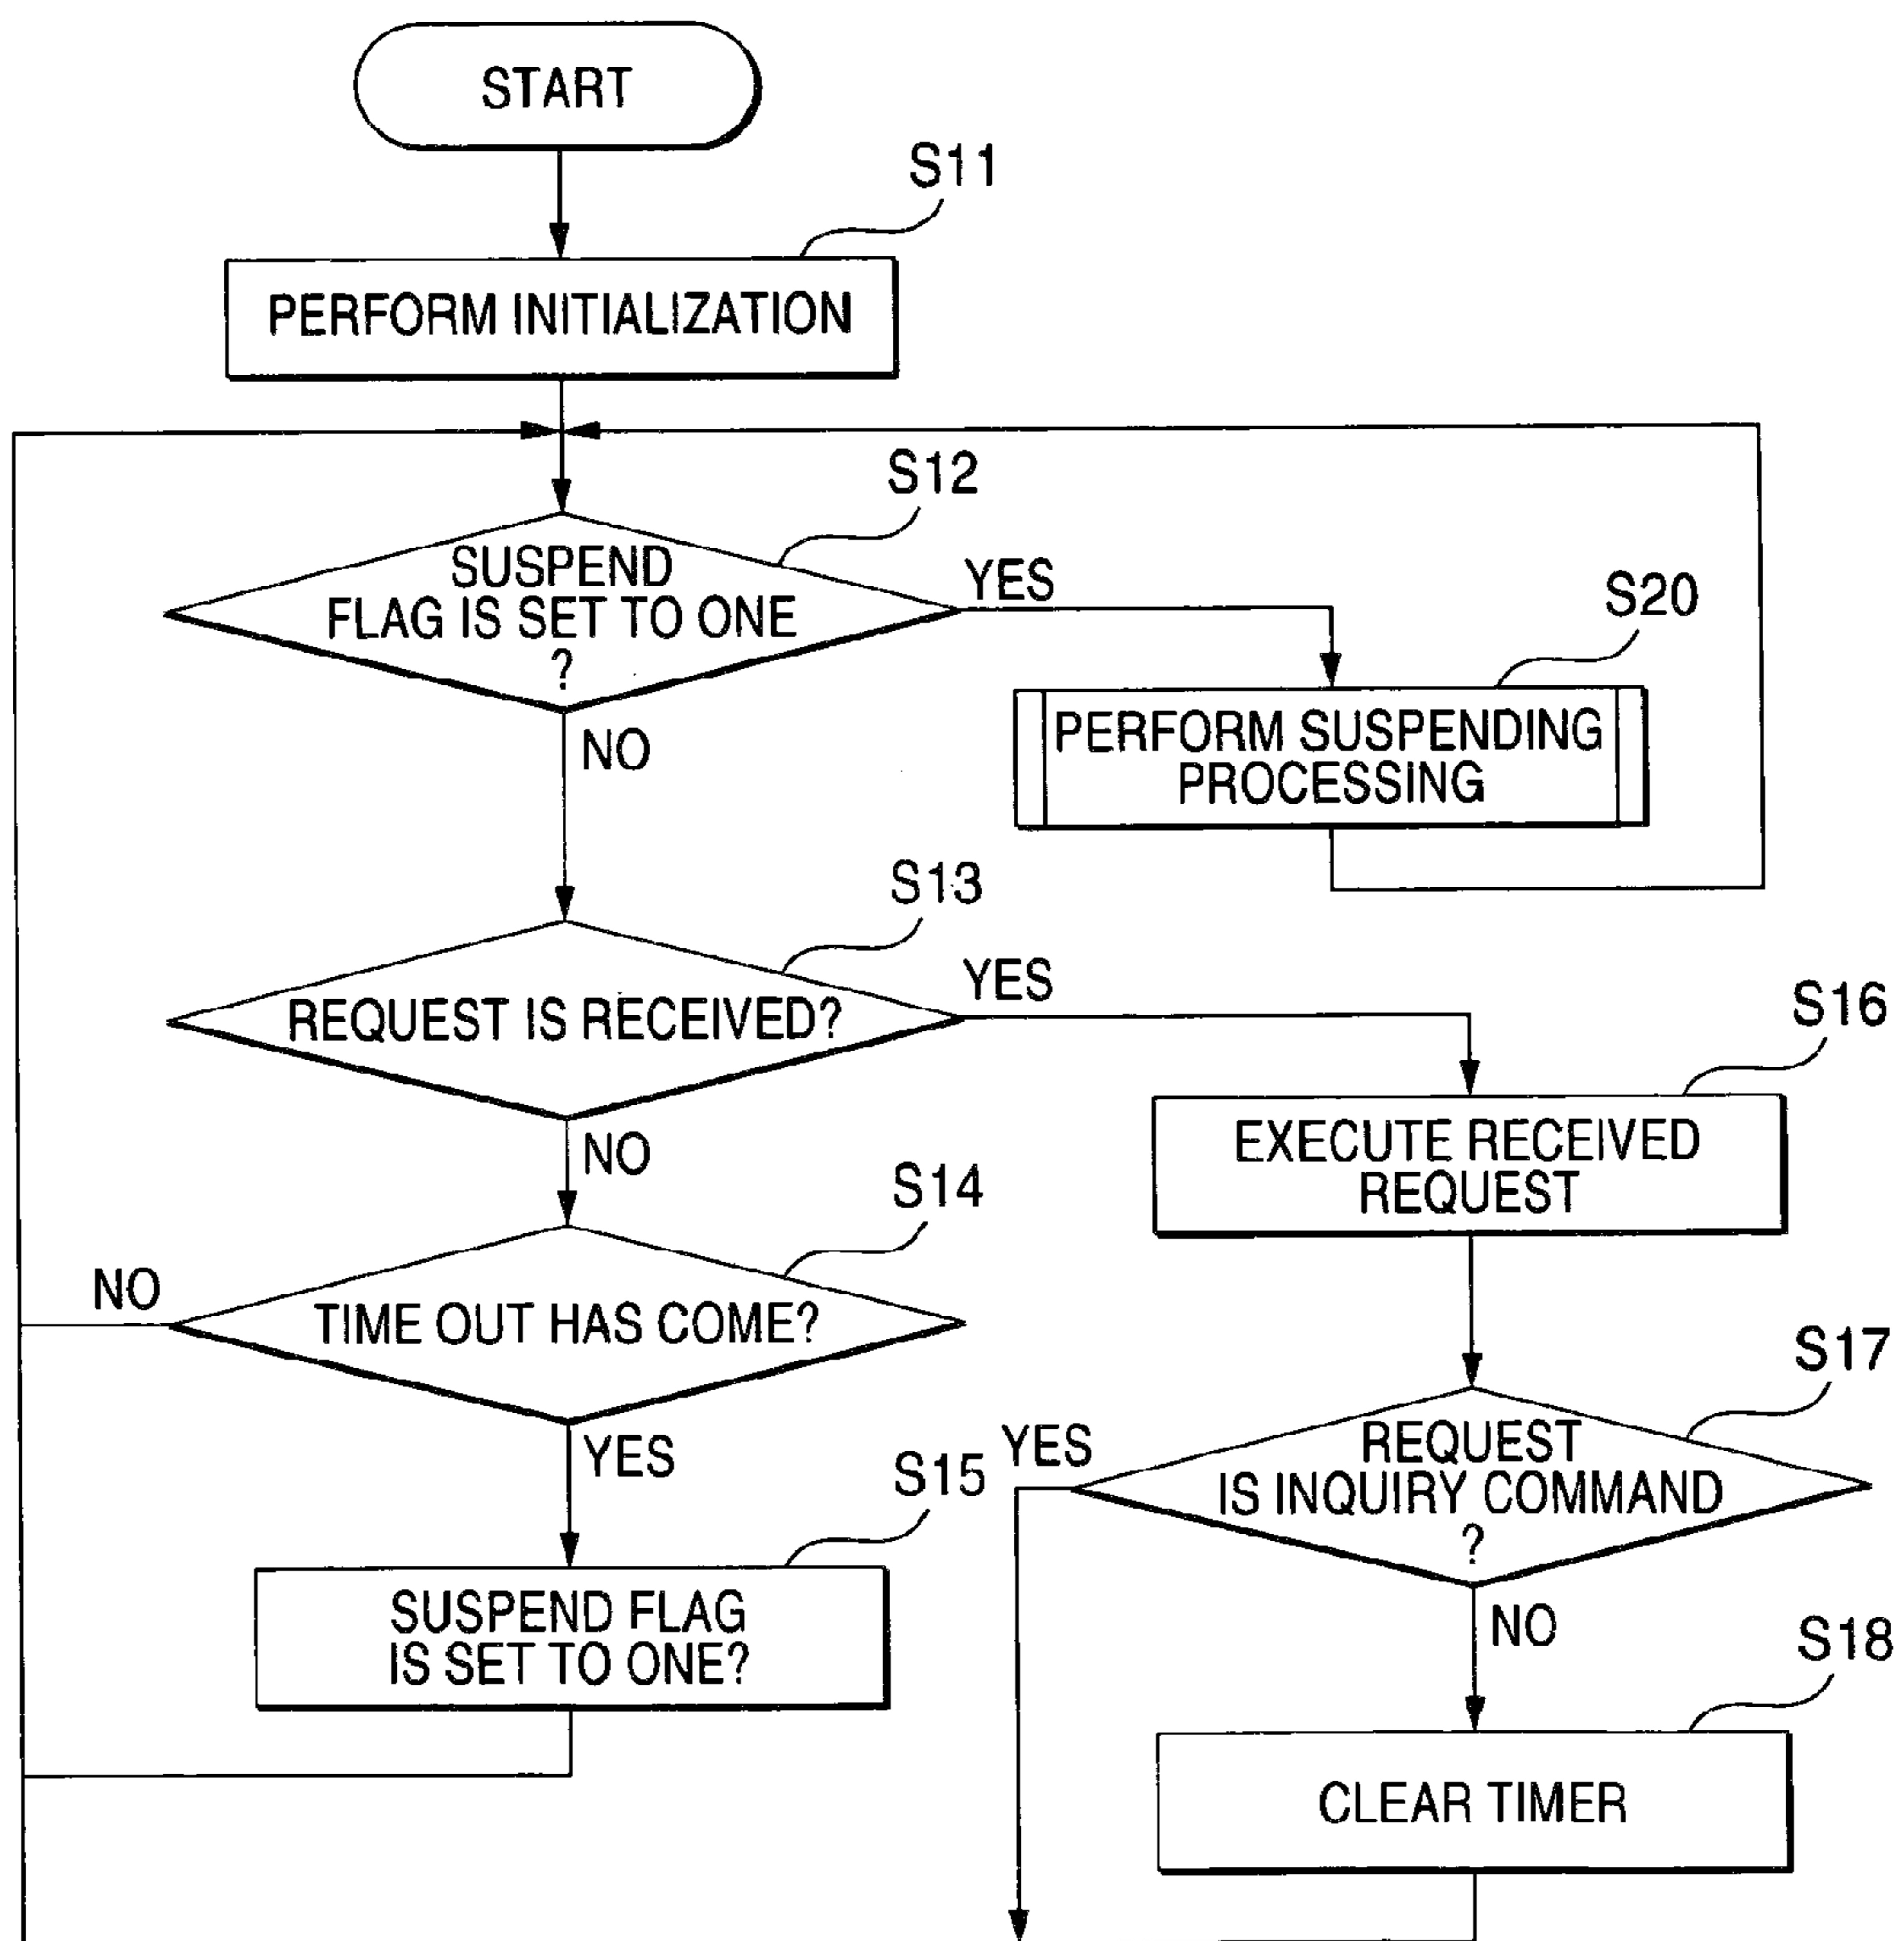 START
S11
PERFORM INITIALIZATION
S12
SUSPEND
FLAG IS SET TO ONE
?
YES
S20
PERFORM SUSPENDING
PROCESSING
NO
S13
REQUEST IS RECEIVED?
YES
S16
EXECUTE RECEIVED
REQUEST
NO
S14
TIME OUT HAS COME?
NO
YES
S17
REQUEST
IS INQUIRY COMMAND
?
YES
NO
S15
SUSPEND FLAG
IS SET TO ONE?
S18
CLEAR TIMER